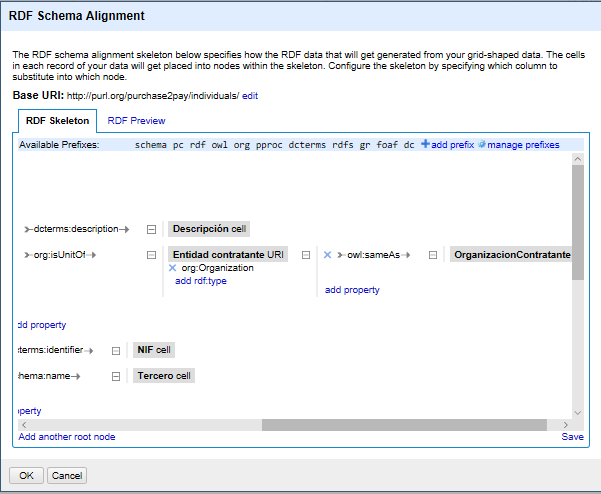 RDF Schema Alignment
The RDF schema alignment skeleton below specifies how the RDF data that will get generated from your grid-shaped data. The cells
in each record of your data will get placed into nodes within the skeleton. Configure the skeleton by specifying which column to
substitute into which node.
Base URI: http://purl.org/purchase2pay/individuals/ edit
RDF Skeleton RDF Preview
Available Prefixes: schema pc rdf owl org pproc dcterms rdfs gr foaf dc add prefix manage prefixes
dcterms:description Descripción cell
org:isUnitOf Entidad contratante URI owl:sameAs OrganizacionContratante
org:Organization
add rdf:type
add property
dd property
terms:identifier NIF cell
hema:name Tercero cell
perty
Add another root node Save
OK Cancel